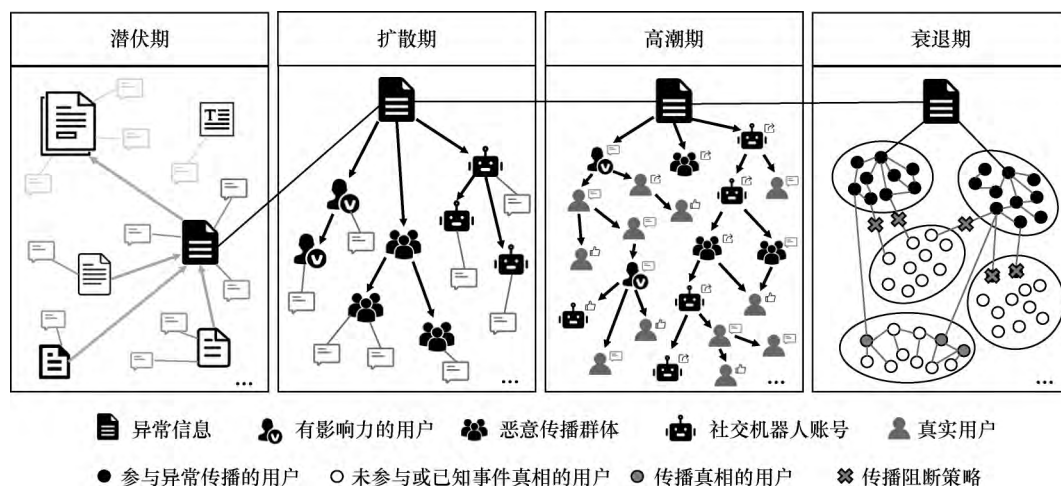 潜伏期
扩散期
高潮期
衰退期
T
...
...
...
...
异常信息
有影响力的用户
恶意传播群体
社交机器人账号
真实用户
参与异常传播的用户
未参与或已知事件真相的用户
传播真相的用户
传播阻断策略